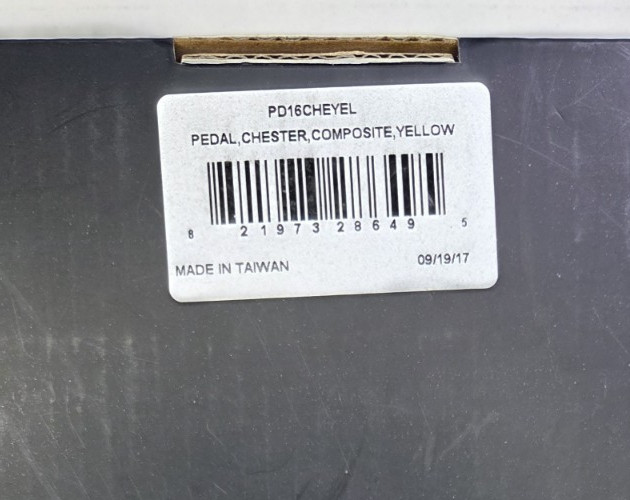 PD16CHEYEL
PEDAL,CHESTER,COMPOSITE,YELLOW
8 21973 28649 5
MADE IN TAIWAN
09/19/17